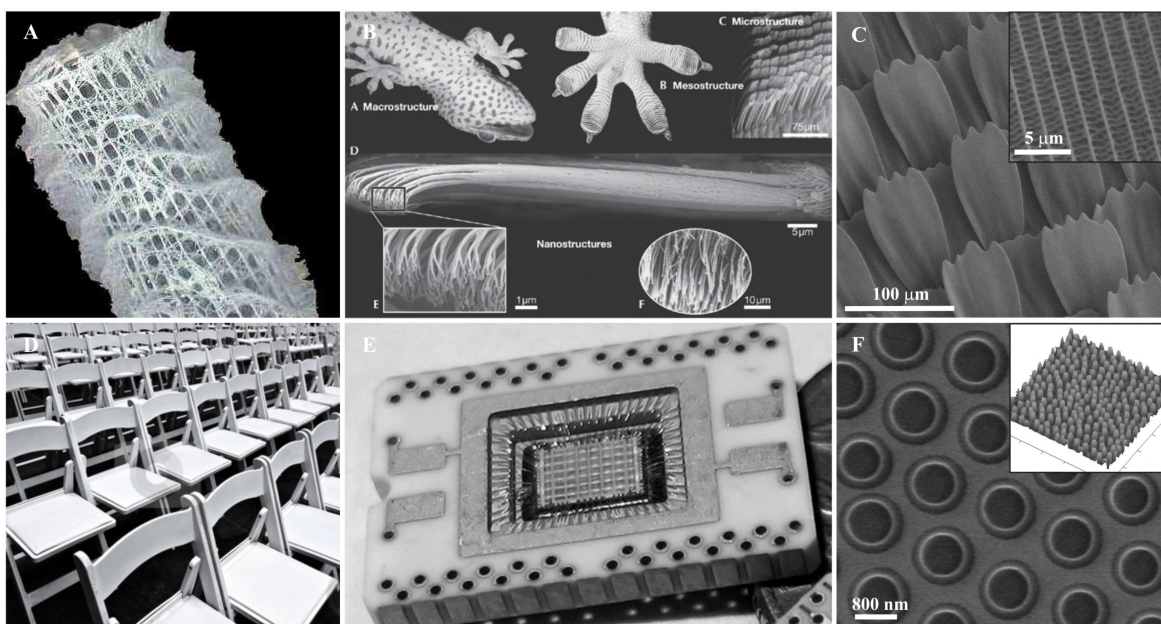 A
B
C Microstructure
A Macrostructure
B Mesostructure
75µm
D
5µm
Nanostructures
E
1µm
F
10µm
C
5 µm
100 µm
D
E
F
800 nm